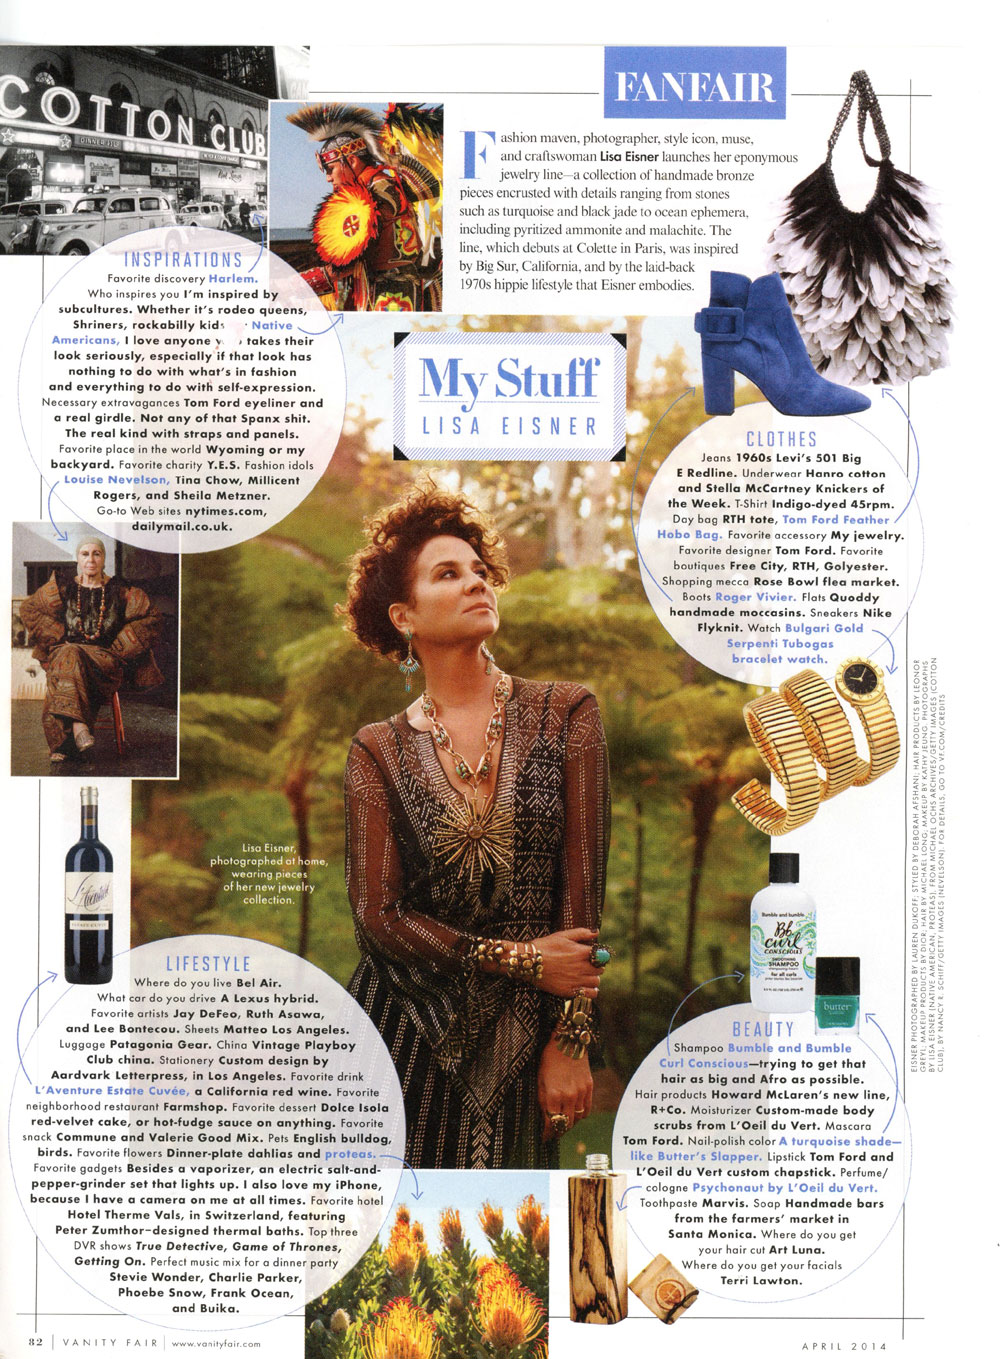 COTTON CLUB
DINNER
FANFAIR
Fashion maven, photographer, style icon, muse,
and craftswoman Lisa Eisner launches her eponymous
jewelry line—a collection of handmade bronze
pieces encrusted with details ranging from stones
such as turquoise and black jade to ocean ephemera,
including pyritized ammonite and malachite. The
line, which debuts at Colette in Paris, was inspired
by Big Sur, California, and by the laid-back
1970s hippie lifestyle that Eisner embodies.
My Stuff
LISA EISNER
INSPIRATIONS
Favorite discovery Harlem.
Who inspires you I'm inspired by
subcultures. Whether it's rodeo queens,
Shriners, rockabilly kids Native
Americans, I love anyone takes their
look seriously, especially if that look has
nothing to do with what's in fashion
and everything to do with self-expression.
Necessary extravagances Tom Ford eyeliner and
a real girdle. Not any of that Spanx shit.
The real kind with straps and panels.
Favorite place in the world Wyoming or my
backyard. Favorite charity Y.E.S. Fashion idols
Louise Nevelson, Tina Chow, Millicent
Rogers, and Sheila Metzner.
Go-to Web sites nytimes.com,
dailymail.co.uk.
CLOTHES
Jeans 1960s Levi's 501 Big
E Redline. Underwear Hanro cotton
and Stella McCartney Knickers of
the Week. T-Shirt Indigo-dyed 45rpm.
Day bag RTH tote, Tom Ford Feather
Hobo Bag. Favorite accessory My jewelry.
Favorite designer Tom Ford. Favorite
boutiques Free City, RTH, Golyester.
Shopping mecca Rose Bowl flea market.
Boots Roger Vivier. Flats Quoddy
handmade moccasins. Sneakers Nike
Flyknit. Watch Bulgari Gold
Serpenti Tubogas
bracelet watch.
Lisa Eisner,
photographed at home,
wearing pieces
of her new jewelry
collection.
LIFESTYLE
Where do you live Bel Air.
What car do you drive A Lexus hybrid.
Favorite artists Jay DeFeo, Ruth Asawa,
and Lee Bontecou. Sheets Matteo Los Angeles.
Luggage Patagonia Gear. China Vintage Playboy
Club china. Stationery Custom design by
Aardvark Letterpress, in Los Angeles. Favorite drink
L'Aventure Estate Cuvée, a California red wine. Favorite
neighborhood restaurant Farmshop. Favorite dessert Dolce Isola
red-velvet cake, or hot-fudge sauce on anything. Favorite
snack Commune and Valerie Good Mix. Pets English bulldog,
birds. Favorite flowers Dinner-plate dahlias and proteas.
Favorite gadgets Besides a vaporizer, an electric salt-and-
pepper-grinder set that lights up. I also love my iPhone,
because I have a camera on me at all times. Favorite hotel
Hotel Therme Vals, in Switzerland, featuring
Peter Zumthor–designed thermal baths. Top three
DVR shows True Detective, Game of Thrones,
Getting On. Perfect music mix for a dinner party
Stevie Wonder, Charlie Parker,
Phoebe Snow, Frank Ocean,
and Buika.
Bumble and bumble
Bb
curl
CONSCIOUS
SMOOTHING
SHAMPOO
for all curls
butter
BEAUTY
Shampoo Bumble and Bumble
Curl Conscious—trying to get that
hair as big and Afro as possible.
Hair products Howard McLaren's new line,
R+Co. Moisturizer Custom-made body
scrubs from L'Oeil du Vert. Mascara
Tom Ford. Nail-polish color A turquoise shade—
like Butter's Slapper. Lipstick Tom Ford and
L'Oeil du Vert custom chapstick. Perfume/
cologne Psychonaut by L'Oeil du Vert.
Toothpaste Marvis. Soap Handmade bars
from the farmers' market in
Santa Monica. Where do you get
your hair cut Art Luna.
Where do you get your facials
Terri Lawton.
EISNER PHOTOGRAPHED BY LAUREN DUKOFF; STYLED BY DEBORAH AFSHANI; HAIR PRODUCTS BY LEONOR
GREYL; MAKEUP PRODUCTS BY DIOR; HAIR BY MICHAEL LONG; MAKEUP BY KATHY JEUNG. PHOTOGRAPHS
BY LISA EISNER (NATIVE AMERICAN, PROTEAS), FROM MICHAEL OCHS ARCHIVES/GETTY IMAGES (COTTON
CLUB), BY NANCY R. SCHIFF/GETTY IMAGES (NEVELSON). FOR DETAILS, GO TO VF.COM/CREDITS
82 | VANITY FAIR | www.vanityfair.com
APRIL 2014